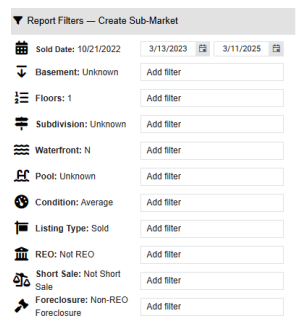 Report Filters — Create Sub-Market
Sold Date: 10/21/2022 3/13/2023 3/11/2025
Basement: Unknown Add filter
Floors: 1 Add filter
Subdivision: Unknown Add filter
Waterfront: N Add filter
Pool: Unknown Add filter
Condition: Average Add filter
Listing Type: Sold Add filter
REO: Not REO Add filter
Short Sale: Not Short
Sale Add filter
Foreclosure: Non-REO
Foreclosure Add filter